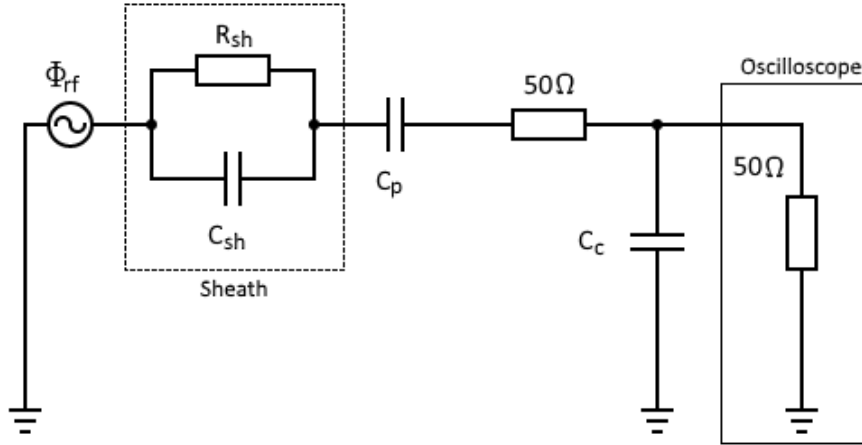 Φrf
Rsh
Csh
Sheath
Cp
50Ω
Cc
Oscilloscope
50Ω